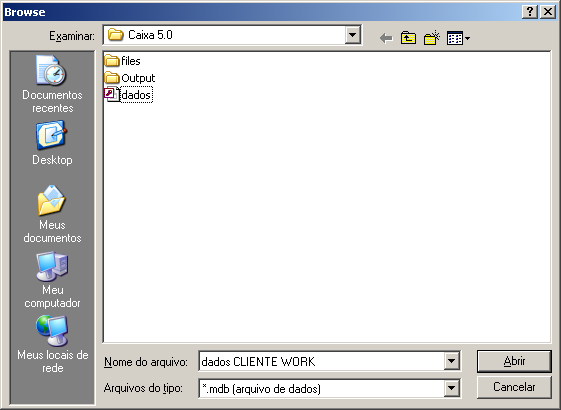 Browse
Examinar:
Caixa 5.0
files
Output
dados
Documentos
recentes
Desktop
Meus
documentos
Meu
computador
Meus locais de
rede
Nome do arquivo:
dados CLIENTE WORK
Abrir
Arquivos do tipo:
*.mdb (arquivo de dados)
Cancelar